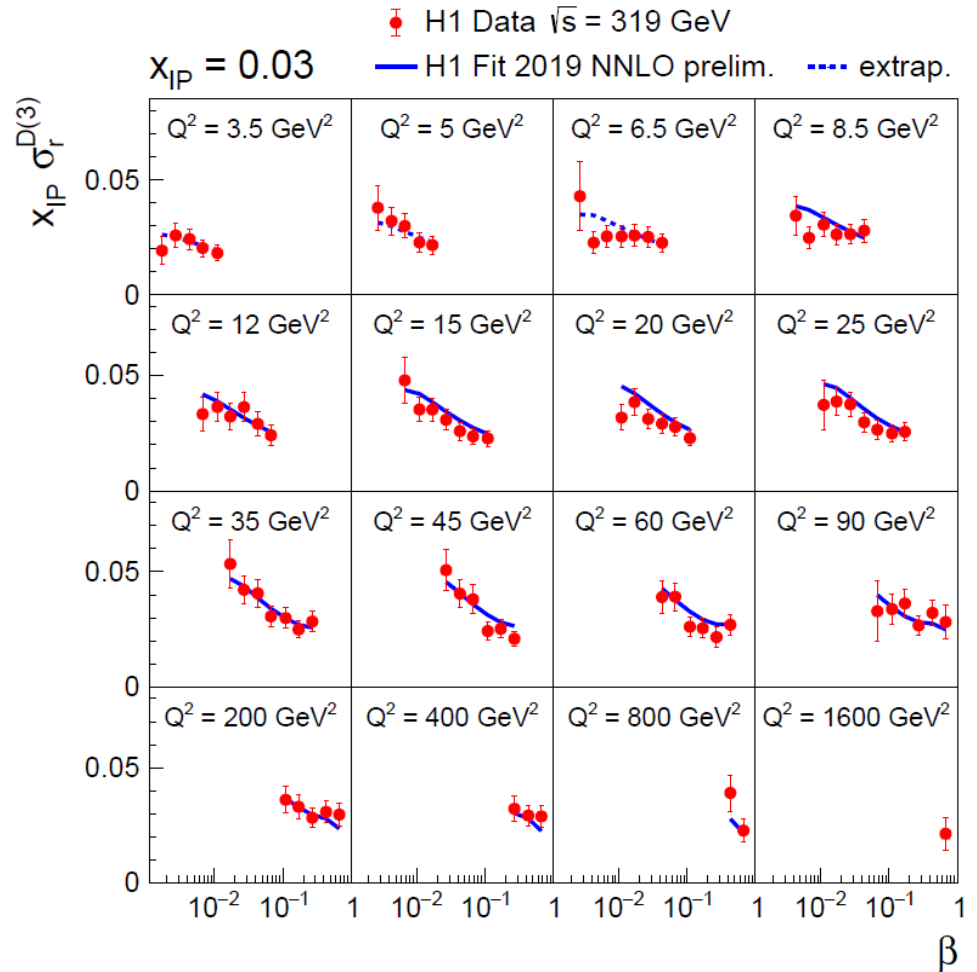 H1 Data √s = 319 GeV
x_IP = 0.03
H1 Fit 2019 NNLO prelim.
extrap.
x_IP σ_r^D(3)
Q² = 3.5 GeV²
Q² = 5 GeV²
Q² = 6.5 GeV²
Q² = 8.5 GeV²
0.05
0
Q² = 12 GeV²
Q² = 15 GeV²
Q² = 20 GeV²
Q² = 25 GeV²
0.05
0
Q² = 35 GeV²
Q² = 45 GeV²
Q² = 60 GeV²
Q² = 90 GeV²
0.05
0
Q² = 200 GeV²
Q² = 400 GeV²
Q² = 800 GeV²
Q² = 1600 GeV²
0.05
0
10⁻² 10⁻¹ 1 10⁻² 10⁻¹ 1 10⁻² 10⁻¹ 1 10⁻² 10⁻¹ 1
β